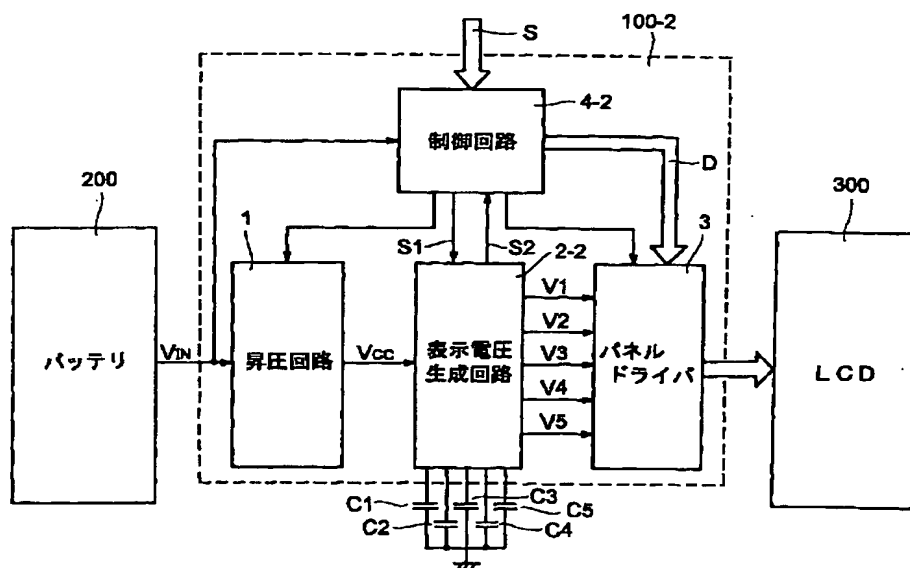 S
100-2
4-2
制御回路
D
200
300
1
S1
S2
2-2
3
V1
V2
V3
V4
V5
バッテリ
VIN
昇圧回路
VCC
表示電圧
生成回路
パネル
ドライバ
LCD
C1
C2
C3
C4
C5